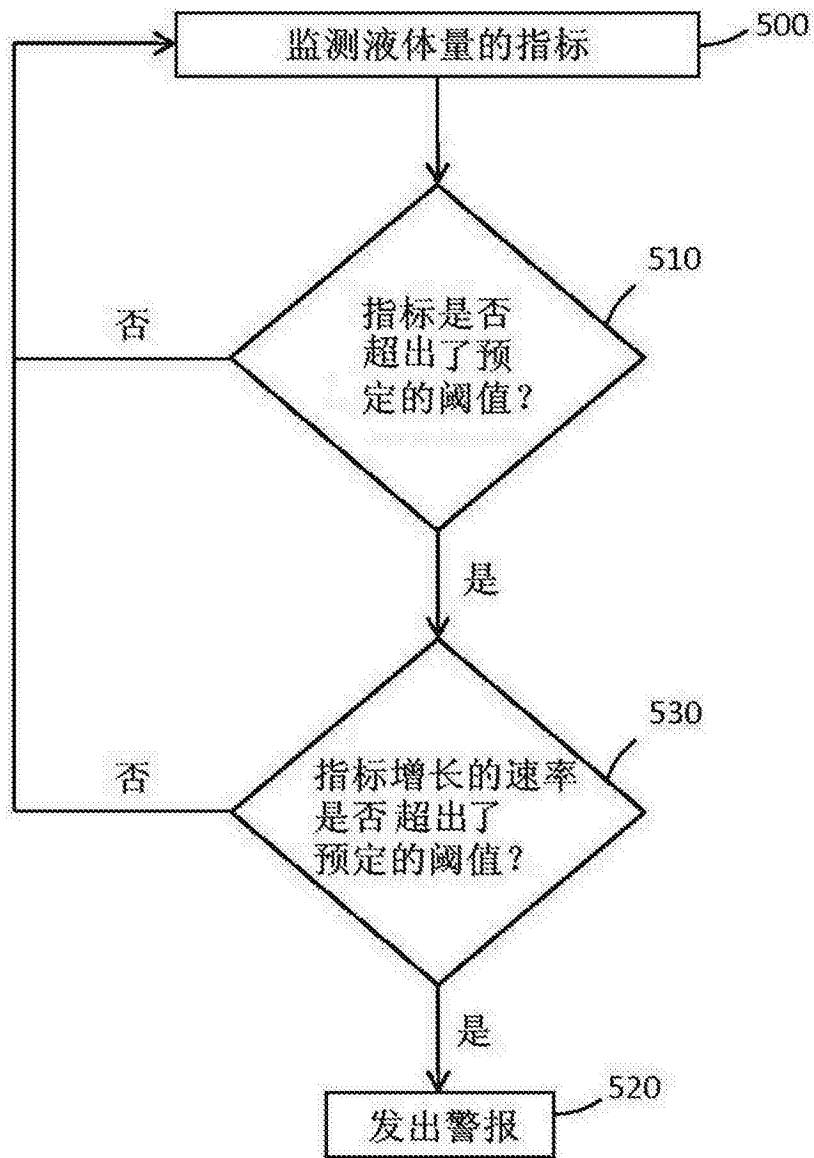 监测液体量的指标
500
510
指标是否
超出了预
定的阈值?
否
是
530
指标增长的速率
是否超出了
预定的阈值?
否
是
520
发出警报